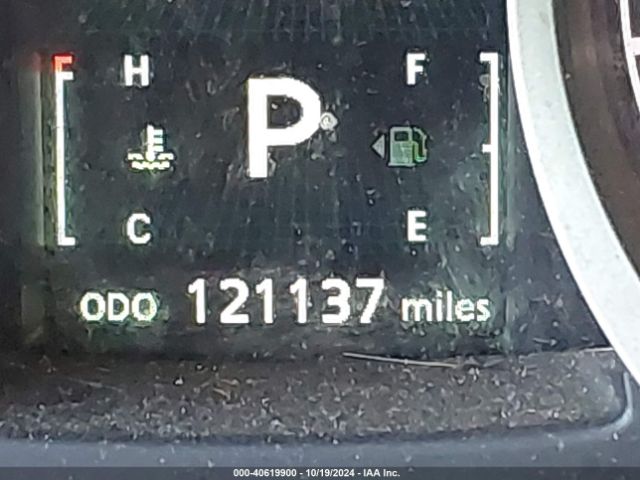 H P F
C E
ODO 121137 miles
000-40619900 - 10/19/2024 - IAA Inc.